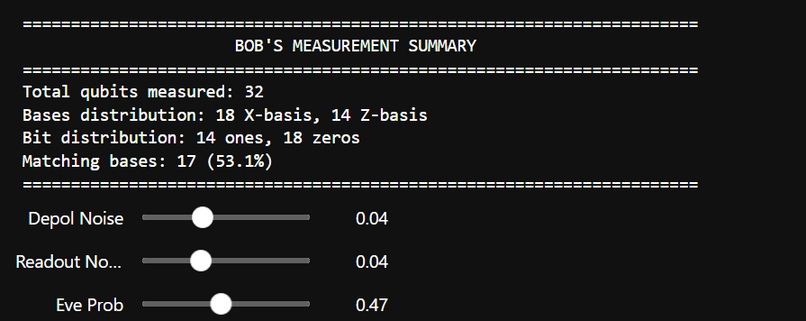 ======================================================================
BOB'S MEASUREMENT SUMMARY
======================================================================
Total qubits measured: 32
Bases distribution: 18 X-basis, 14 Z-basis
Bit distribution: 14 ones, 18 zeros
Matching bases: 17 (53.1%)
======================================================================
Depol Noise 0.04
Readout No... 0.04
Eve Prob 0.47